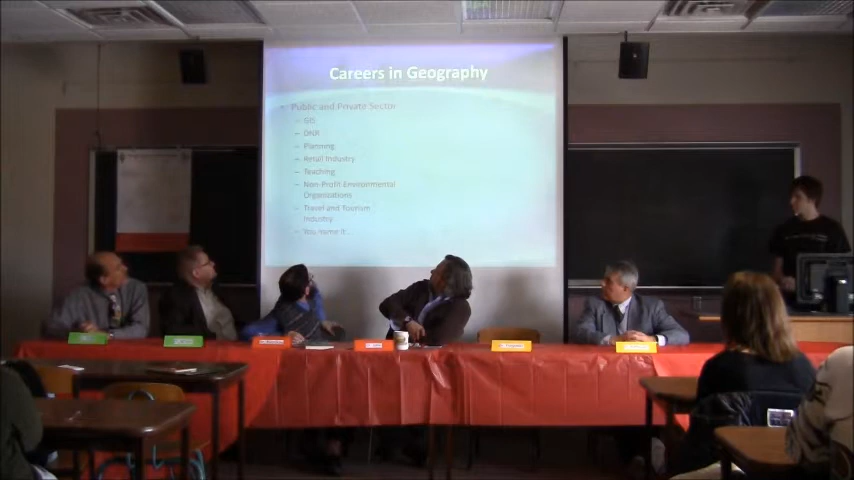 Careers in Geography
Public and Private Sector
– GIS
– DNR
– Planning
– Retail Industry
– Teaching
– Non-Profit Environmental
Organizations
– Travel and Tourism
Industry
– You name it…